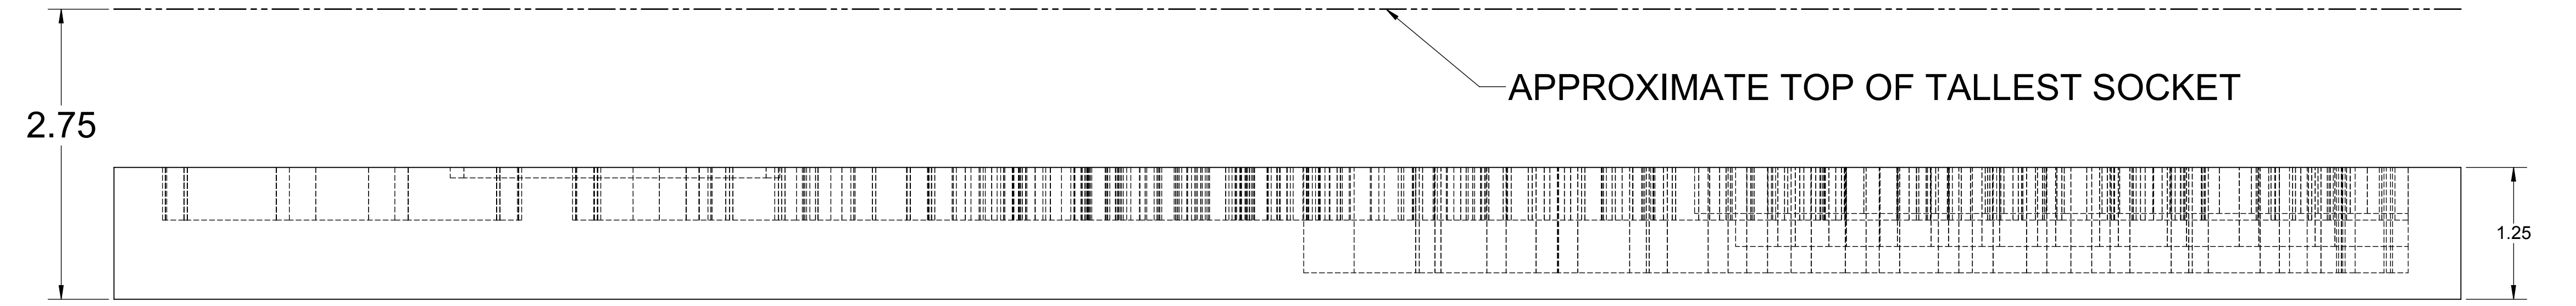 APPROXIMATE TOP OF TALLEST SOCKET
2.75
1.25